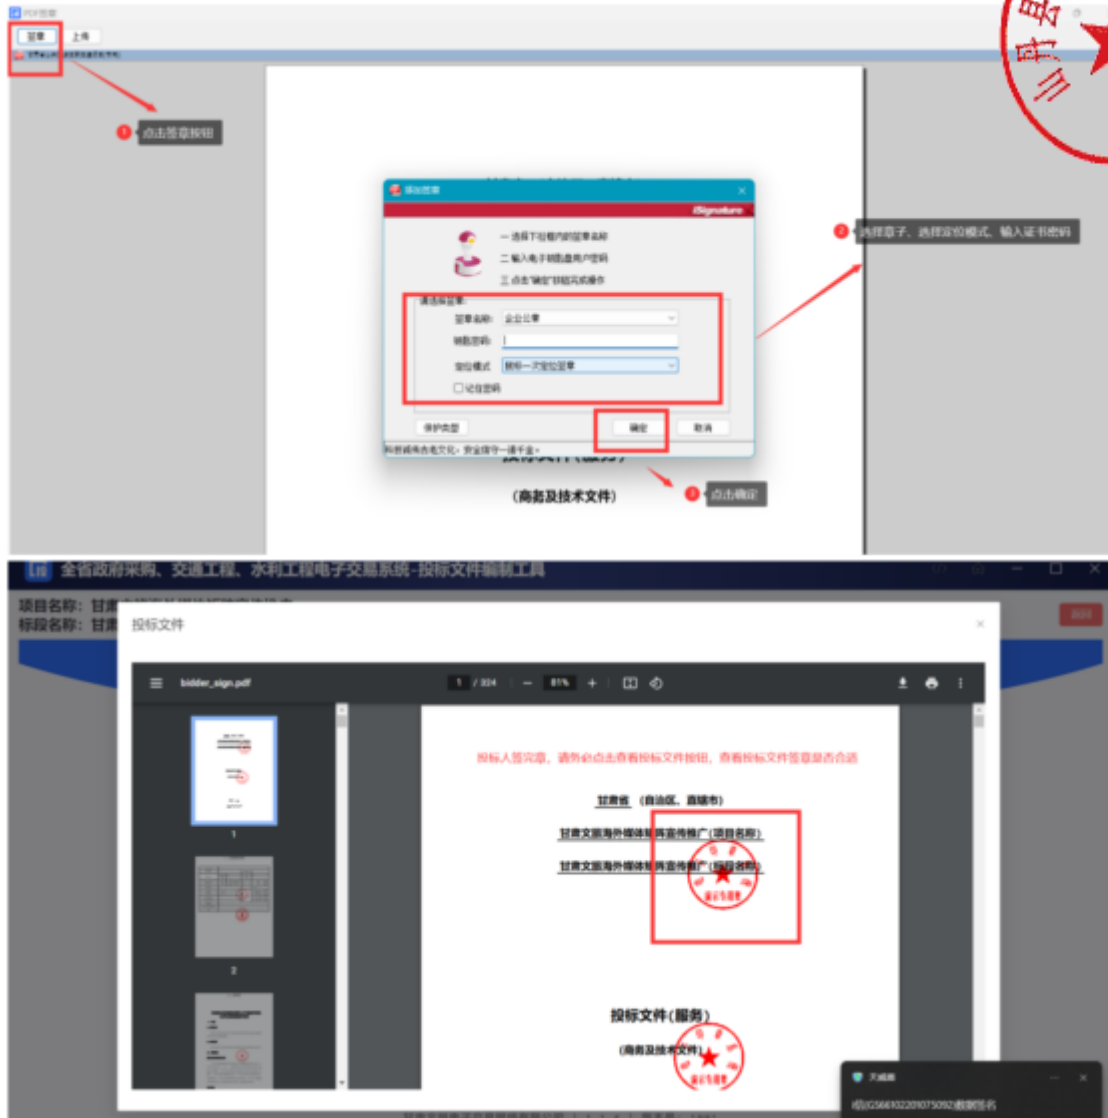 PDF签章
签章 上传
1 点击签章按钮
添加签章
iSignature
一 选择下拉框内的签章名称
二 输入电子钥匙盘用户密码
三 点击"确定"按钮完成操作
请选择签章:
签章名称: 企业公章
钥匙密码:
定位模式 鼠标一次定位签章
记住密码
保护类型 确定 取消
2 选择章子、选择定位模式、输入证书密码
(商务及技术文件)
3 点击确定
全省政府采购、交通工程、水利工程电子交易系统-投标文件编制工具
项目名称: 甘肃
标段名称: 甘肃
返回
投标文件
bidder_sign.pdf 1 / 324 81%
投标人签完章，请务必点击查看投标文件按钮，查看投标文件签章是否合适
甘肃省 (自治区、直辖市)
甘肃文旅海外媒体矩阵宣传推广(项目名称)
甘肃文旅海外媒体矩阵宣传推广(标段名称)
投标文件(服务)
(商务及技术文件)
1
2